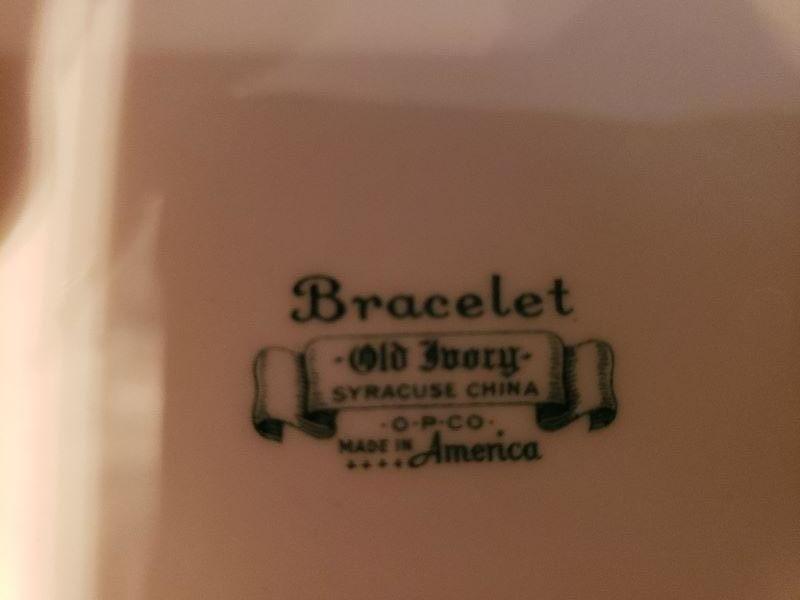 Bracelet
-Old Ivory-
SYRACUSE CHINA
·O·P·CO·
MADE IN America
++++